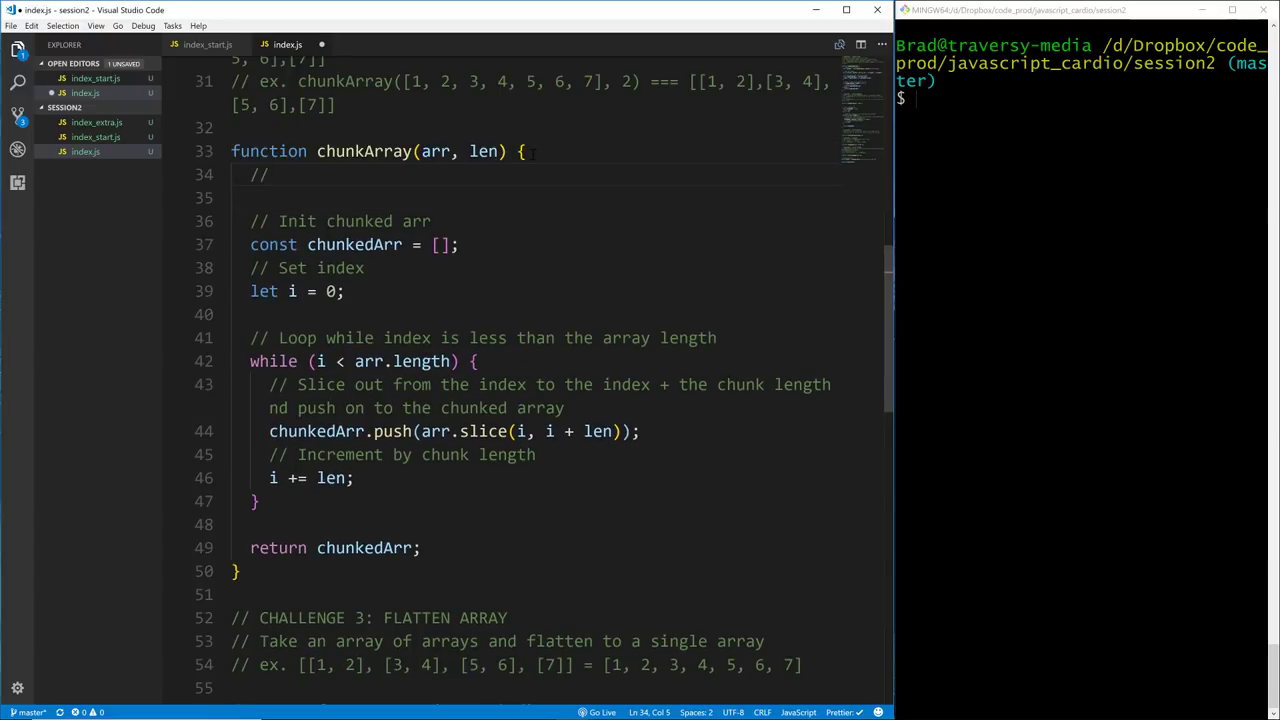 index.js - session2 - Visual Studio Code
File Edit Selection View Go Debug Tasks Help
EXPLORER
OPEN EDITORS 1 UNSAVED
index_start.js U
index.js U
SESSION2
index_extra.js U
index_start.js U
index.js U
index_start.js index.js
5, 6],[7]]
31 // ex. chunkArray([1, 2, 3, 4, 5, 6, 7], 2) === [[1, 2],[3, 4],
[5, 6],[7]]
32
33 function chunkArray(arr, len) {
34 //
35
36 // Init chunked arr
37 const chunkedArr = [];
38 // Set index
39 let i = 0;
40
41 // Loop while index is less than the array length
42 while (i < arr.length) {
43 // Slice out from the index to the index + the chunk length
nd push on to the chunked array
44 chunkedArr.push(arr.slice(i, i + len));
45 // Increment by chunk length
46 i += len;
47 }
48
49 return chunkedArr;
50 }
51
52 // CHALLENGE 3: FLATTEN ARRAY
53 // Take an array of arrays and flatten to a single array
54 // ex. [[1, 2], [3, 4], [5, 6], [7]] = [1, 2, 3, 4, 5, 6, 7]
55
master* 0 0 Go Live Ln 34, Col 5 Spaces: 2 UTF-8 CRLF JavaScript Prettier: ✓
MINGW64:/d/Dropbox/code_prod/javascript_cardio/session2
Brad@traversy-media /d/Dropbox/code_
prod/javascript_cardio/session2 (mas
ter)
$